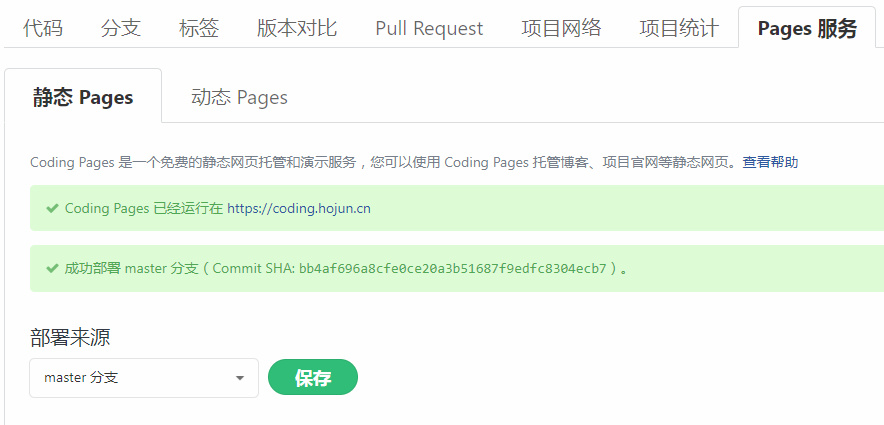 代码 分支 标签 版本对比 Pull Request 项目网络 项目统计 Pages 服务
静态 Pages 动态 Pages
Coding Pages 是一个免费的静态网页托管和演示服务，您可以使用 Coding Pages 托管博客、项目官网等静态网页。查看帮助
Coding Pages 已经运行在 https://coding.hojun.cn
成功部署 master 分支（Commit SHA: bb4af696a8cfe0ce20a3b51687f9edfc8304ecb7）。
部署来源
master 分支 保存